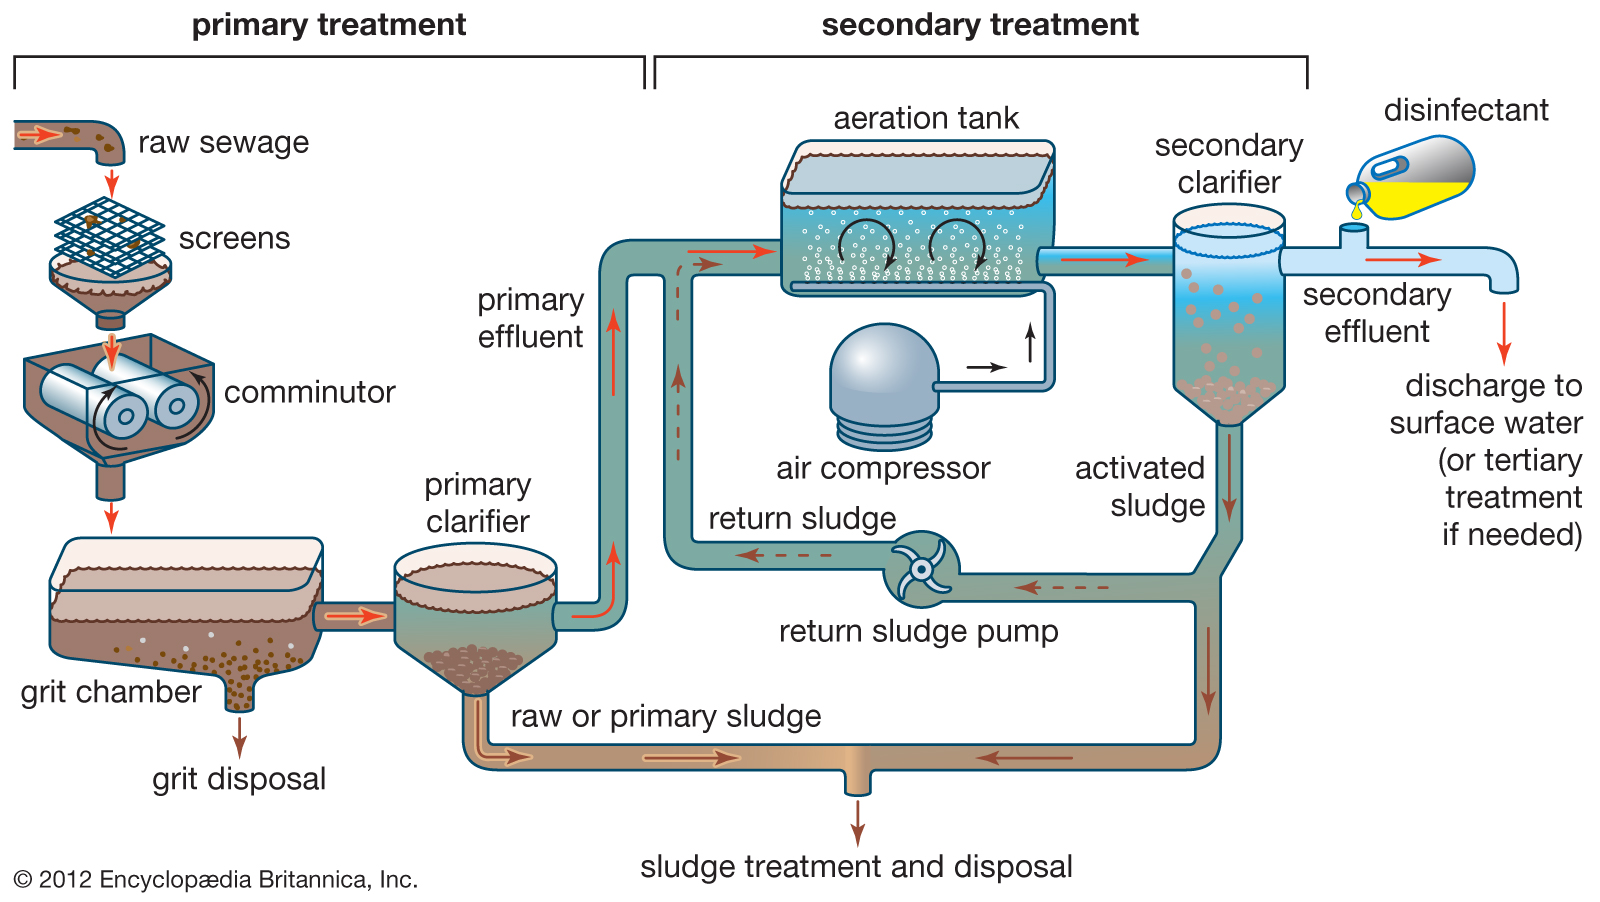 primary treatment
secondary treatment
raw sewage
screens
comminutor
grit chamber
grit disposal
primary
clarifier
raw or primary sludge
primary
effluent
aeration tank
air compressor
return sludge
return sludge pump
secondary
clarifier
activated
sludge
disinfectant
secondary
effluent
discharge to
surface water
(or tertiary
treatment
if needed)
sludge treatment and disposal
© 2012 Encyclopædia Britannica, Inc.